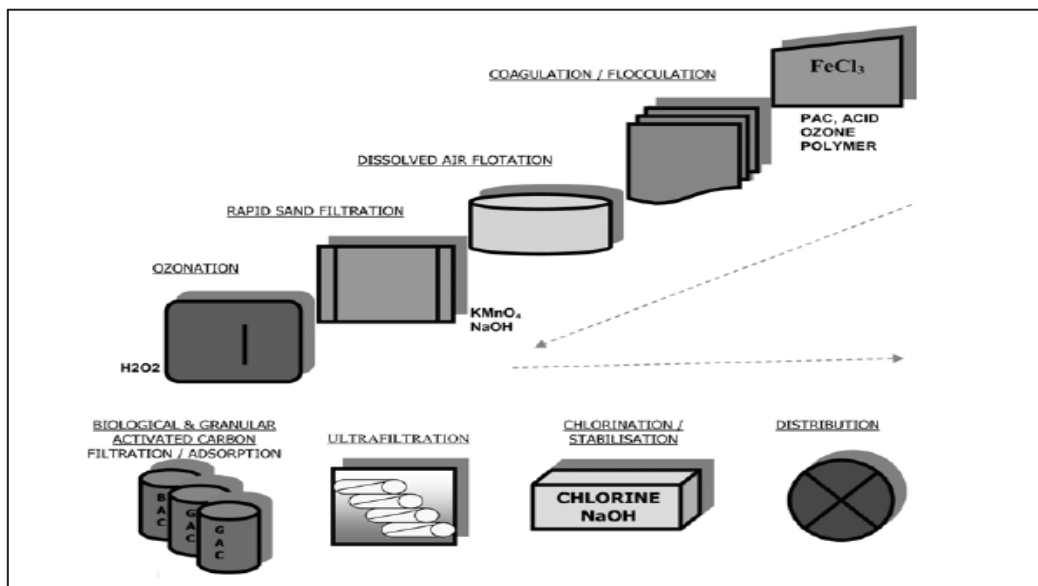 COAGULATION / FLOCCULATION
FeCl₃
PAC, ACID
OZONE
POLYMER
DISSOLVED AIR FLOTATION
RAPID SAND FILTRATION
KMnO₄
NaOH
OZONATION
H2O2
BIOLOGICAL & GRANULAR
ACTIVATED CARBON
FILTRATION / ADSORPTION
BAC
GAC
GAC
ULTRAFILTRATION
CHLORINATION /
STABILISATION
CHLORINE
NaOH
DISTRIBUTION